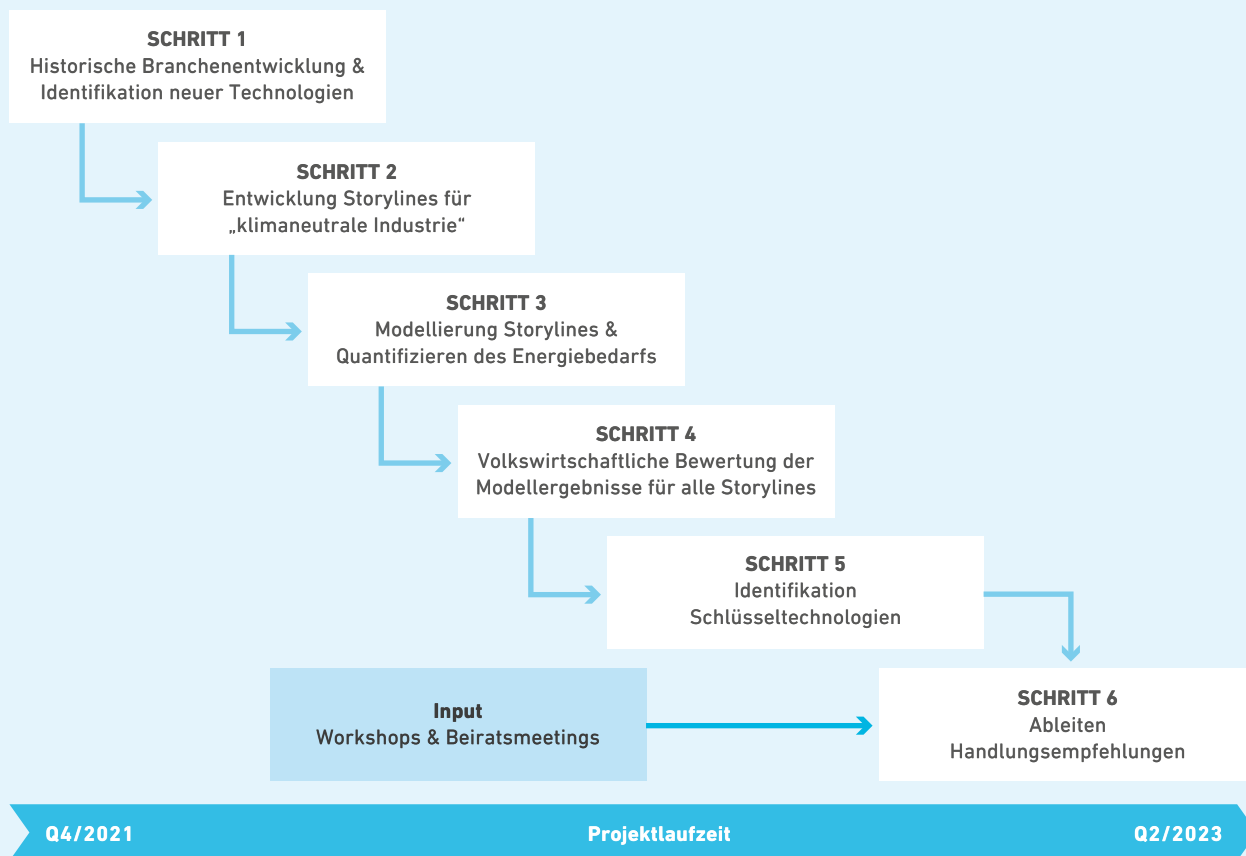 SCHRITT 1
Historische Branchenentwicklung &
Identifikation neuer Technologien
SCHRITT 2
Entwicklung Storylines für
„klimaneutrale Industrie“
SCHRITT 3
Modellierung Storylines &
Quantifizieren des Energiebedarfs
SCHRITT 4
Volkswirtschaftliche Bewertung der
Modellergebnisse für alle Storylines
SCHRITT 5
Identifikation
Schlüsseltechnologien
Input
Workshops & Beiratsmeetings
SCHRITT 6
Ableiten
Handlungsempfehlungen
Q4/2021 Projektlaufzeit Q2/2023